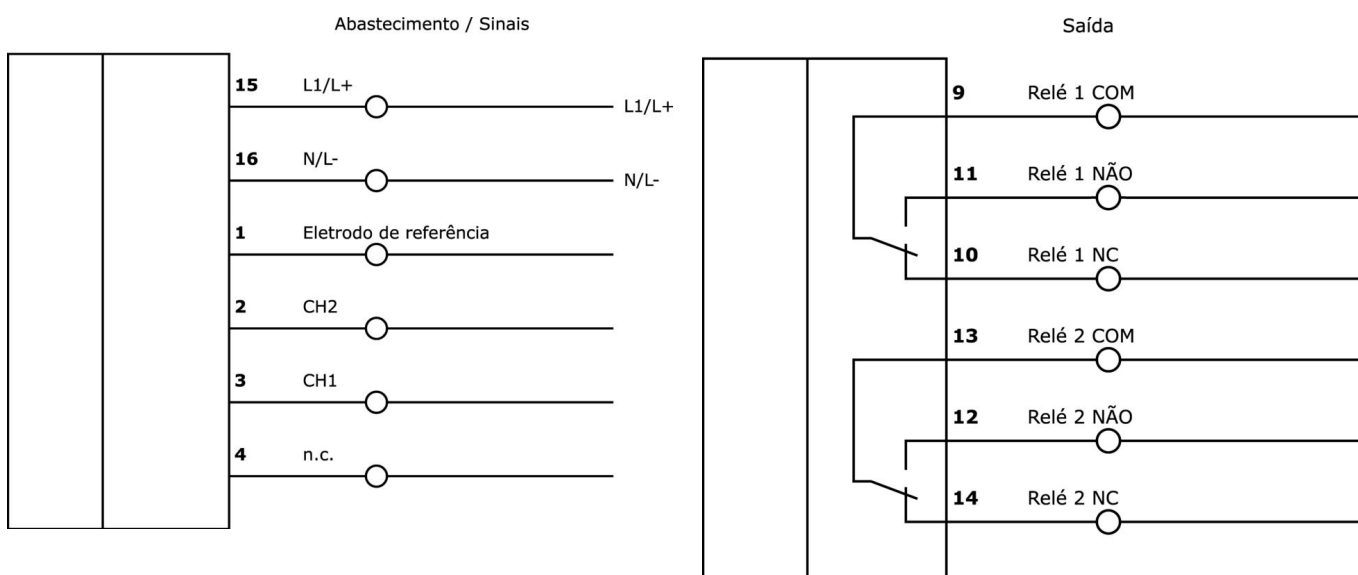 Abastecimento / Sinais
15 L1/L+
L1/L+
16 N/L-
N/L-
1 Eletrodo de referência
2 CH2
3 CH1
4 n.c.
Saída
9 Relé 1 COM
11 Relé 1 NÃO
10 Relé 1 NC
13 Relé 2 COM
12 Relé 2 NÃO
14 Relé 2 NC